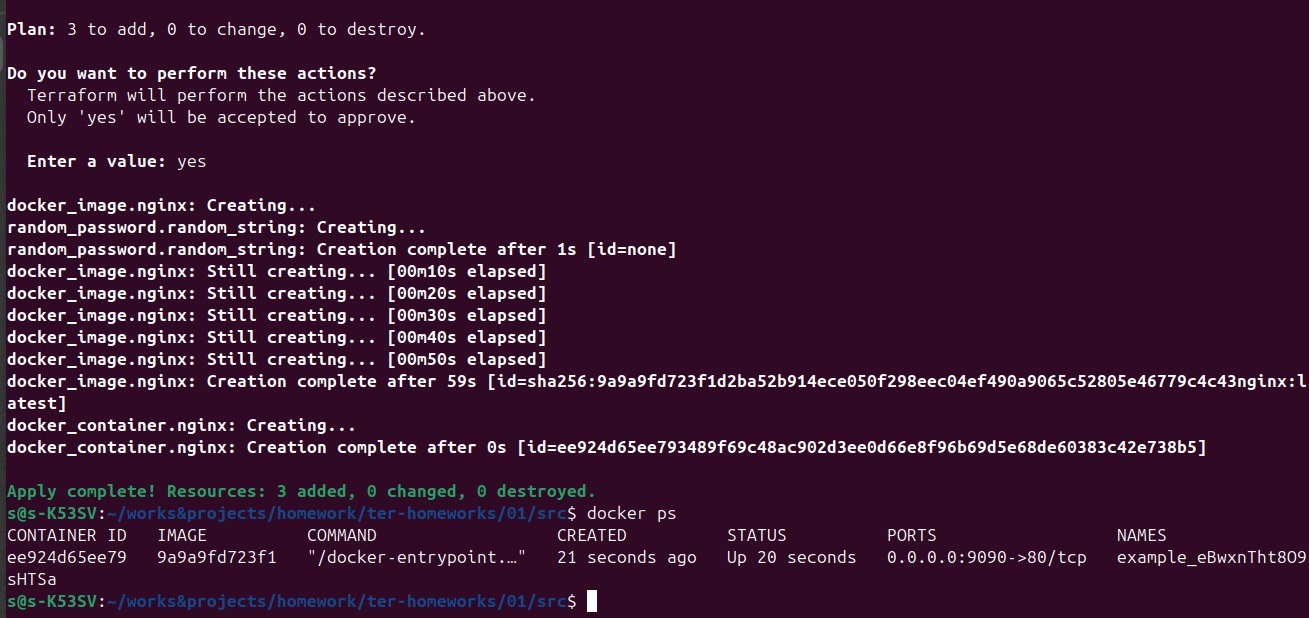 Plan: 3 to add, 0 to change, 0 to destroy.
Do you want to perform these actions?
  Terraform will perform the actions described above.
  Only 'yes' will be accepted to approve.
  Enter a value: yes
docker_image.nginx: Creating...
random_password.random_string: Creating...
random_password.random_string: Creation complete after 1s [id=none]
docker_image.nginx: Still creating... [00m10s elapsed]
docker_image.nginx: Still creating... [00m20s elapsed]
docker_image.nginx: Still creating... [00m30s elapsed]
docker_image.nginx: Still creating... [00m40s elapsed]
docker_image.nginx: Still creating... [00m50s elapsed]
docker_image.nginx: Creation complete after 59s [id=sha256:9a9a9fd723f1d2ba52b914ece050f298eec04ef490a9065c52805e46779c4c43nginx:l
atest]
docker_container.nginx: Creating...
docker_container.nginx: Creation complete after 0s [id=ee924d65ee793489f69c48ac902d3ee0d66e8f96b69d5e68de60383c42e738b5]
Apply complete! Resources: 3 added, 0 changed, 0 destroyed.
s@s-K53SV:~/works&projects/homework/ter-homeworks/01/src$ docker ps
CONTAINER ID   IMAGE          COMMAND                  CREATED          STATUS          PORTS                  NAMES
ee924d65ee79   9a9a9fd723f1   "/docker-entrypoint.…"   21 seconds ago   Up 20 seconds   0.0.0.0:9090->80/tcp   example_eBwxnTht8O9
sHTSa
s@s-K53SV:~/works&projects/homework/ter-homeworks/01/src$